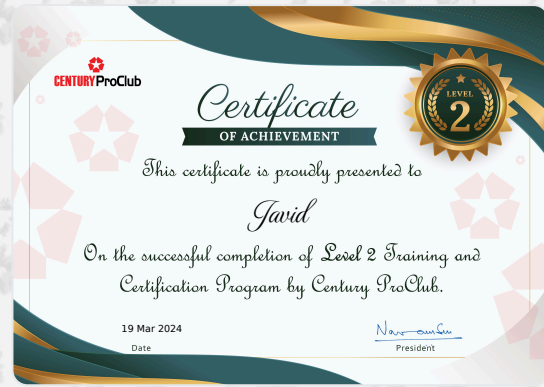 CENTURYProClub
Certificate
OF ACHIEVEMENT
LEVEL
2
This certificate is proudly presented to
Javid
On the successful completion of Level 2 Training and
Certification Program by Century ProClub.
19 Mar 2024
Date
President